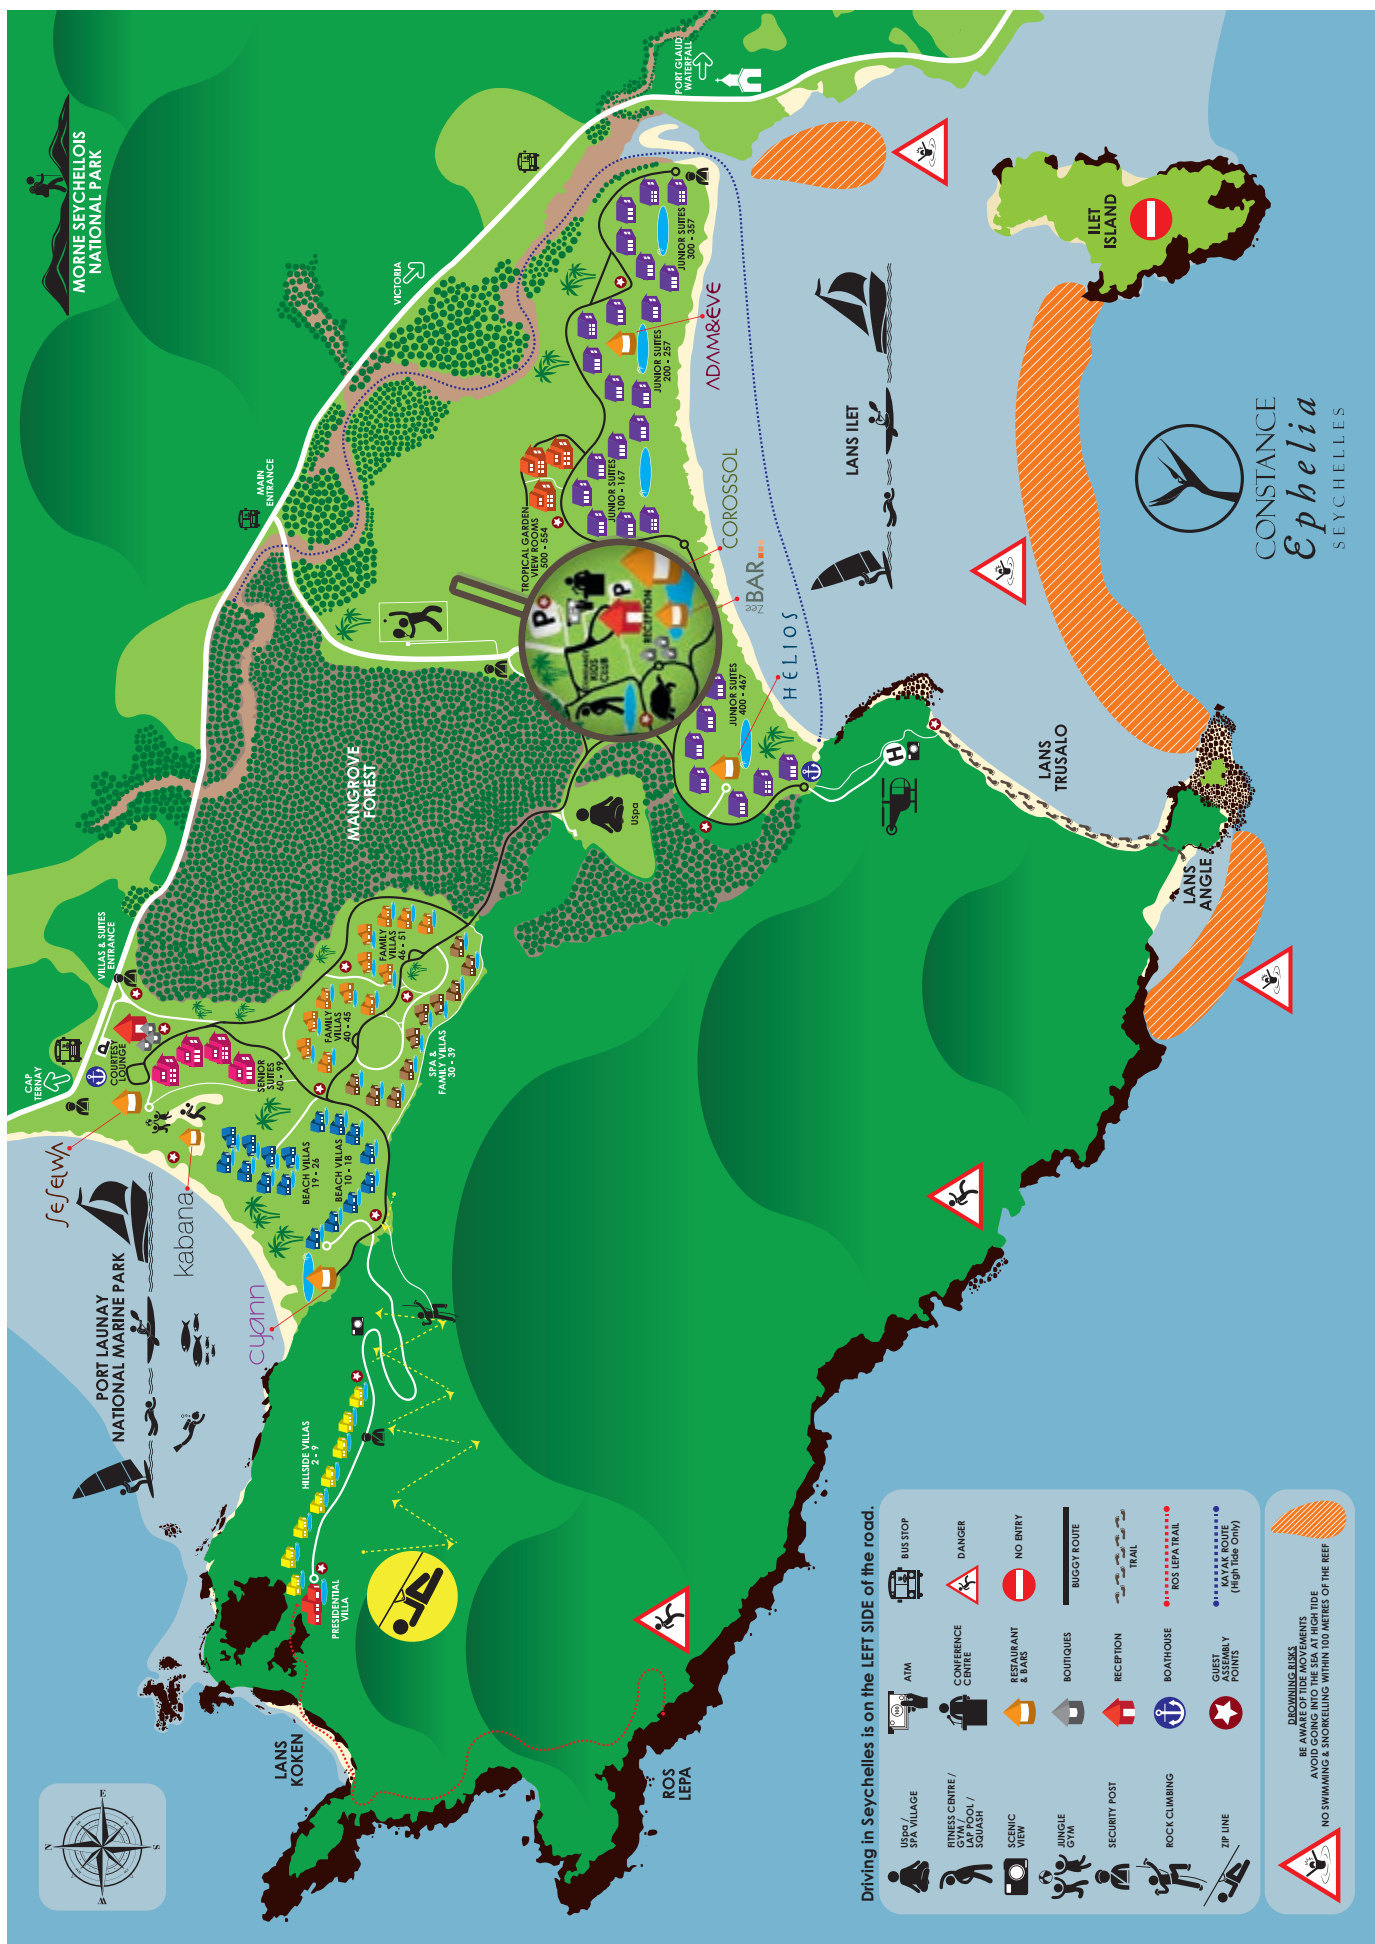 MORNE SEYCHELLOIS
NATIONAL PARK
PORT GLAUD
WATERFALL
VICTORIA
MAIN
ENTRANCE
VILLAS & SUITES
ENTRANCE
CAP
TERNAY
COURTESY
LOUNGE
P
SENIOR
SUITES
60 - 99
MANGROVE
FOREST
FAMILY
VILLAS
46 - 51
FAMILY
VILLAS
40 - 45
SPA &
FAMILY VILLAS
30 - 39
BEACH VILLAS
19 - 26
BEACH VILLAS
10 - 18
SESELWA
kabana
cyann
PORT LAUNAY
NATIONAL MARINE PARK
HILLSIDE VILLAS
2 - 9
PRESIDENTIAL
VILLA
LANS
KOKEN
ROS
LEPA
TROPICAL GARDEN
VIEW ROOMS
500 - 554
JUNIOR SUITES
300 - 357
JUNIOR SUITES
200 - 257
JUNIOR SUITES
100 - 167
JUNIOR SUITES
400 - 467
P
P
RECEPTION
KIDS
CLUB
Uspa
ADAM&EVE
COROSSOL
Zee BAR
HELIOS
H
LANS ILET
ILET
ISLAND
LANS
TRUSALO
LANS
ANGLE
CONSTANCE
Ephelia
SEYCHELLES
N
E
S
W
Driving in Seychelles is on the LEFT SIDE of the road.
USpa /
SPA VILLAGE
FITNESS CENTRE /
GYM /
LAP POOL /
SQUASH
SCENIC
VIEW
JUNGLE
GYM
SECURITY POST
ROCK CLIMBING
ZIP LINE
ATM
CONFERENCE
CENTRE
RESTAURANT
& BARS
BOUTIQUES
RECEPTION
BOATHOUSE
GUEST
ASSEMBLY
POINTS
BUS STOP
DANGER
NO ENTRY
BUGGY ROUTE
TRAIL
ROS LEPA TRAIL
KAYAK ROUTE
(High Tide Only)
DROWNING RISKS
BE AWARE OF TIDE MOVEMENTS
AVOID GOING INTO THE SEA AT HIGH TIDE
NO SWIMMING & SNORKELLING WITHIN 100 METRES OF THE REEF